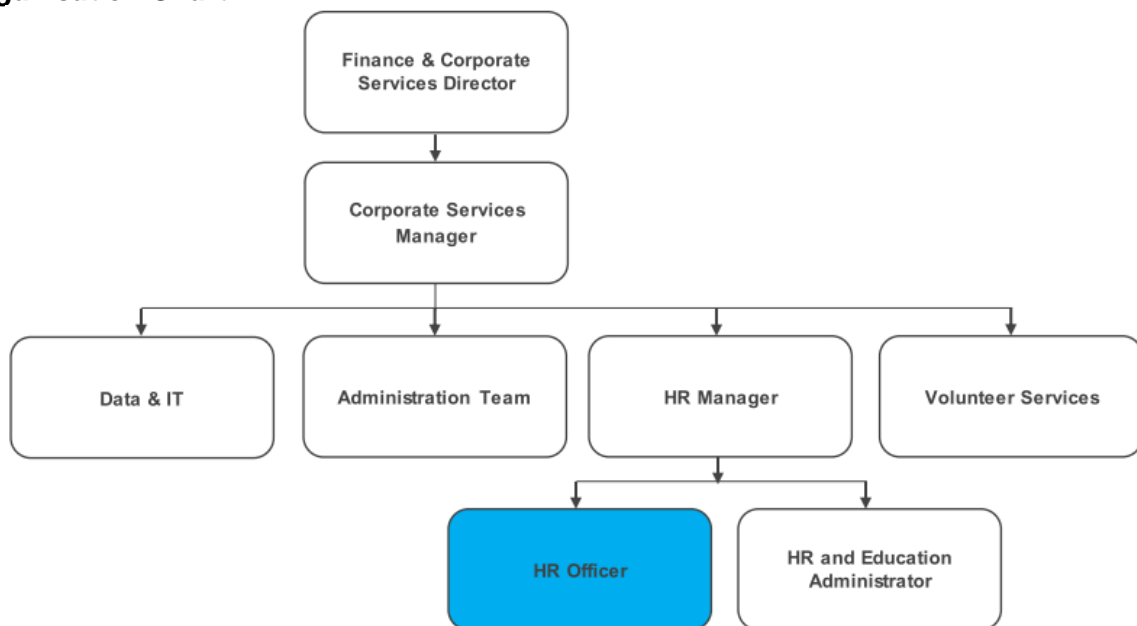 Finance & Corporate
Services Director
Corporate Services
Manager
Data & IT
Administration Team
HR Manager
Volunteer Services
HR Officer
HR and Education
Administrator